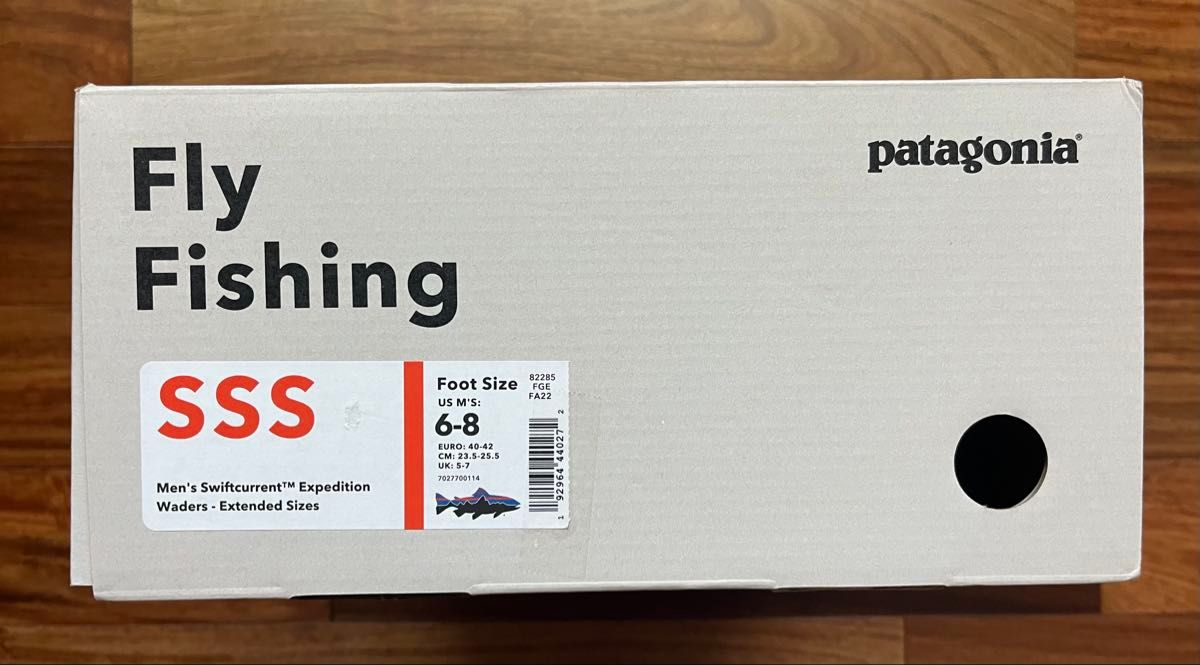 Fly
Fishing
patagonia®
SSS
Men's Swiftcurrent™ Expedition
Waders - Extended Sizes
Foot Size
US M'S:
6-8
EURO: 40-42
CM: 23.5-25.5
UK: 5-7
7027700114
82285
FGE
FA22
1 92964 44027 2